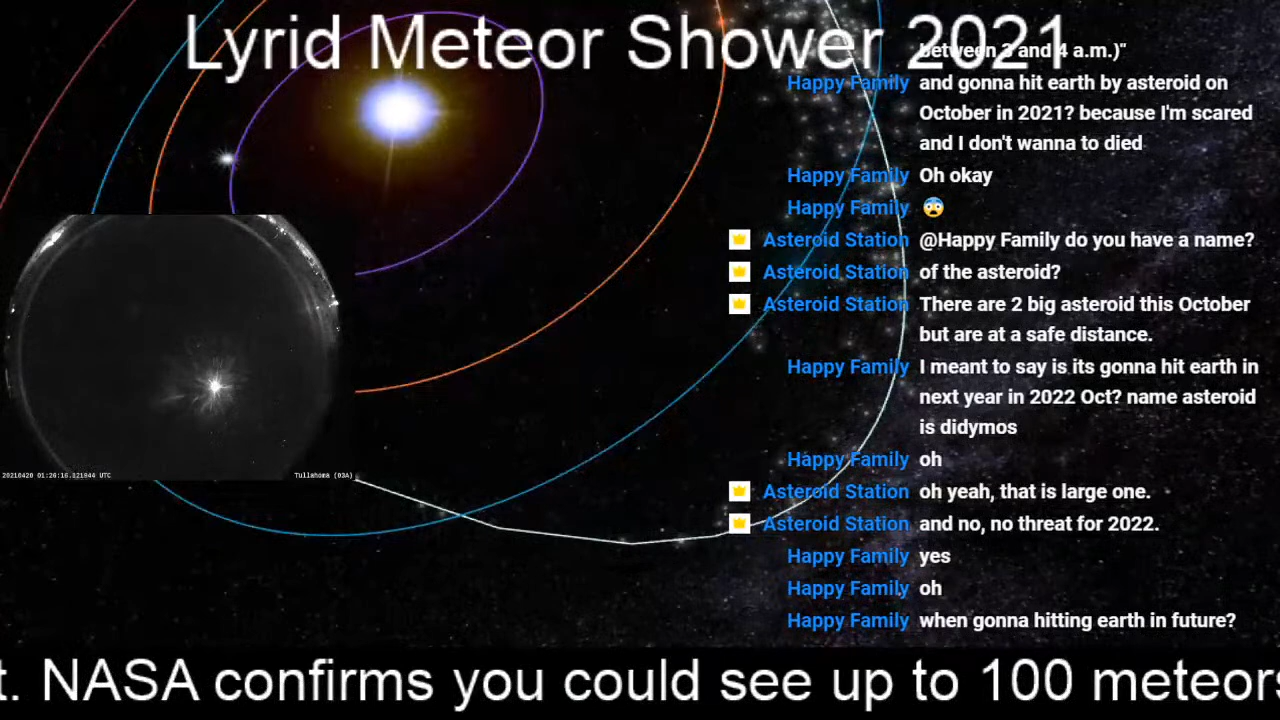 Lyrid Meteor Shower 2021
between 3 and 4 a.m.)"
Happy Family and gonna hit earth by asteroid on
October in 2021? because I'm scared
and I don't wanna to died
Happy Family Oh okay
Happy Family 😨
Asteroid Station @Happy Family do you have a name?
Asteroid Station of the asteroid?
Asteroid Station There are 2 big asteroid this October
but are at a safe distance.
Happy Family I meant to say is its gonna hit earth in
next year in 2022 Oct? name asteroid
is didymos
Happy Family oh
Asteroid Station oh yeah, that is large one.
Asteroid Station and no, no threat for 2022.
Happy Family yes
Happy Family oh
Happy Family when gonna hitting earth in future?
Tullahoma (03A)
t. NASA confirms you could see up to 100 meteors